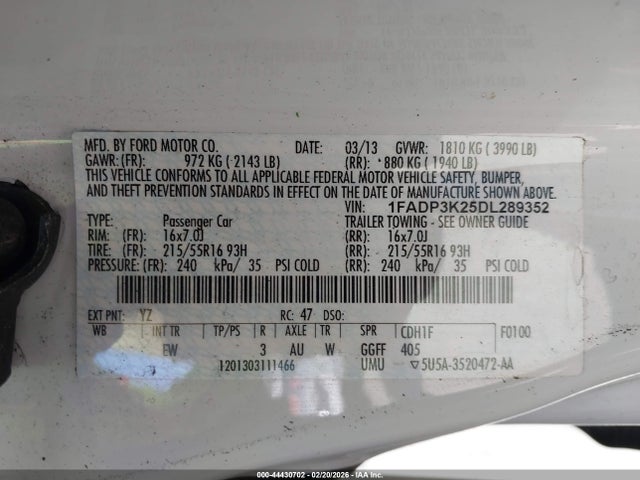 MFD. BY FORD MOTOR CO. DATE: 03/13 GVWR: 1810 KG ( 3990 LB)
GAWR: (FR): 972 KG ( 2143 LB) (RR): 880 KG ( 1940 LB)
THIS VEHICLE CONFORMS TO ALL APPLICABLE FEDERAL MOTOR VEHICLE SAFETY, BUMPER,
AND THEFT PREVENTION STANDARDS IN EFFECT ON THE DATE OF MANUFACTURE SHOWN ABOVE.
VIN: 1FADP3K25DL289352
TYPE: Passenger Car TRAILER TOWING - SEE OWNER GUIDE
RIM: (FR): 16x7.0J (RR): 16x7.0J
TIRE: (FR): 215/55R16 93H (RR): 215/55R16 93H
PRESSURE: (FR): 240 kPa/ 35 PSI COLD (RR): 240 kPa/ 35 PSI COLD
EXT PNT: YZ RC: 47 DSO:
WB INT TR TP/PS R AXLE TR SPR CDH1F F0100
EW 3 AU W GGFF 405
1201303111466 UMU ▽5U5A-3520472-AA
000-44430702 - 02/20/2026 - IAA Inc.